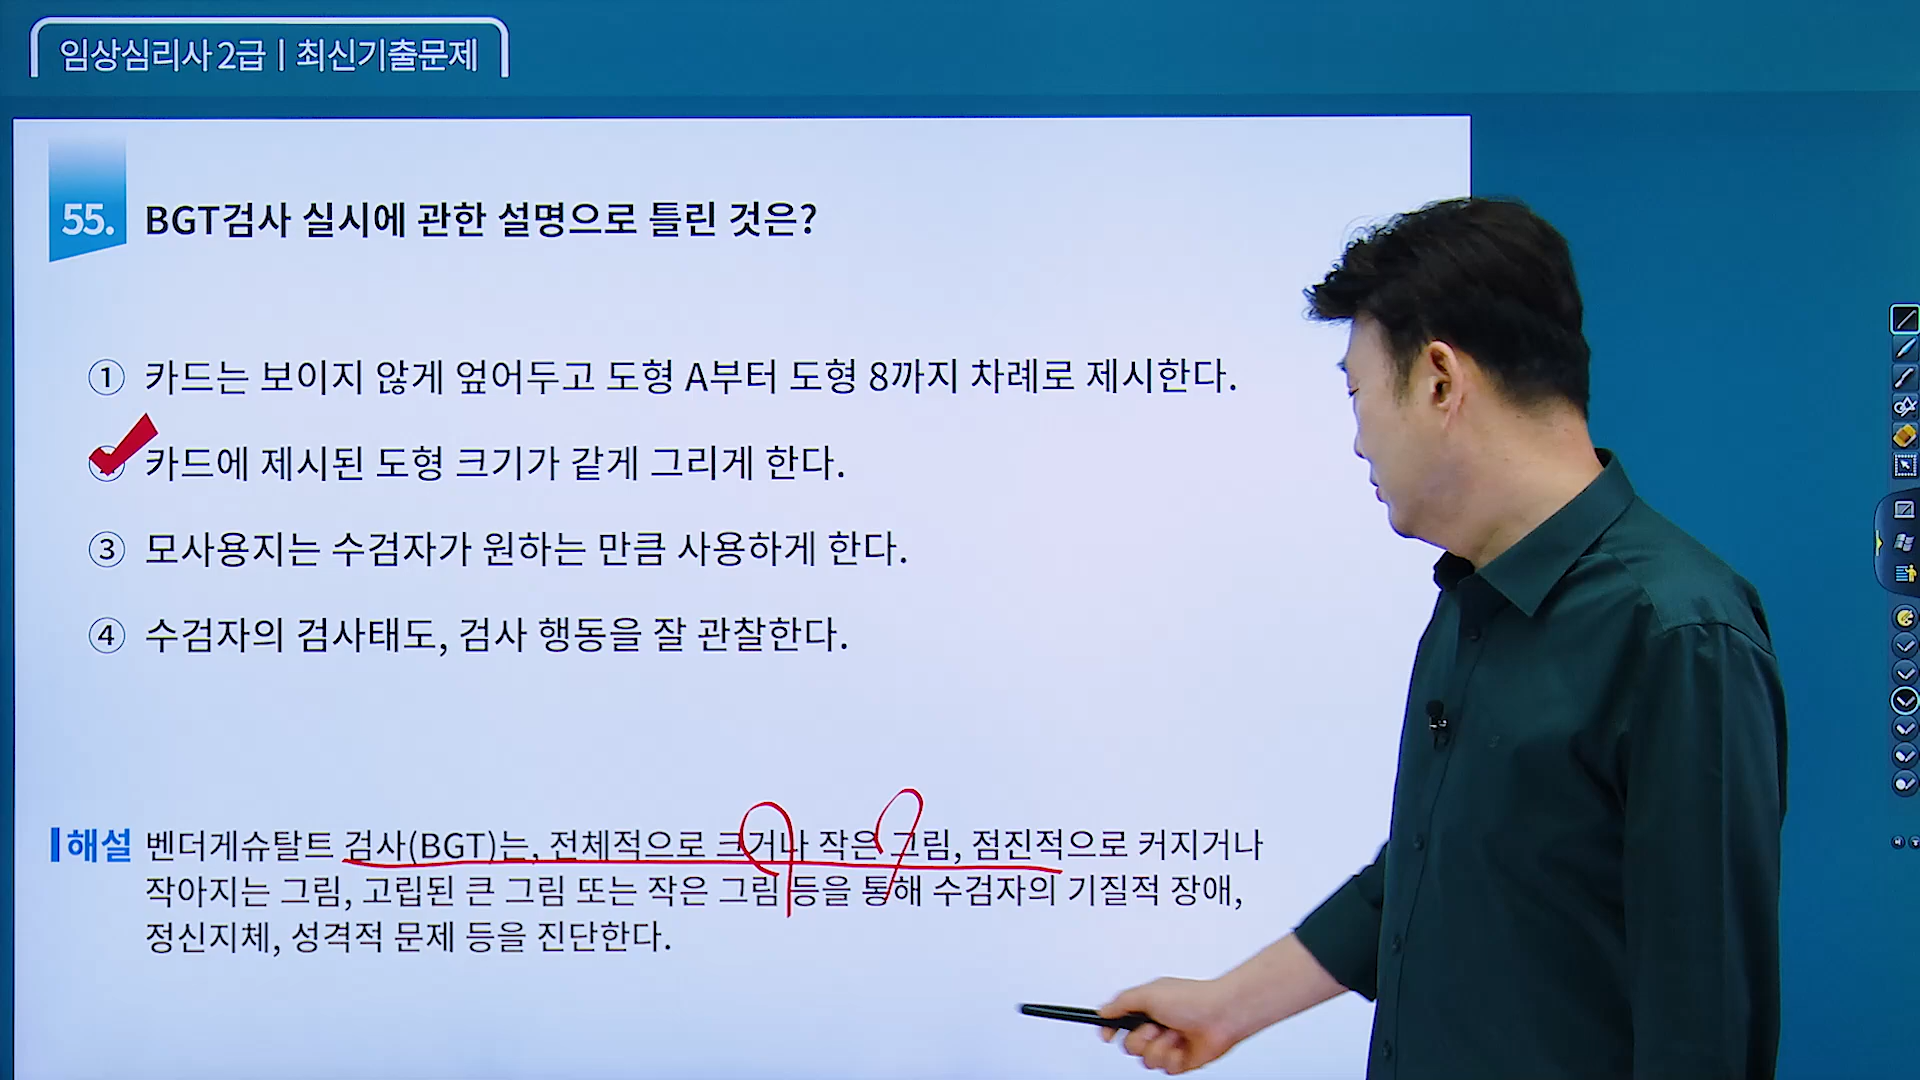 임상심리사 2급 | 최신기출문제
55. BGT검사 실시에 관한 설명으로 틀린 것은?
① 카드는 보이지 않게 엎어두고 도형 A부터 도형 8까지 차례로 제시한다.
카드에 제시된 도형 크기가 같게 그리게 한다.
③ 모사용지는 수검자가 원하는 만큼 사용하게 한다.
④ 수검자의 검사태도, 검사 행동을 잘 관찰한다.
해설 벤더게슈탈트 검사(BGT)는, 전체적으로 크거나 작은 그림, 점진적으로 커지거나
작아지는 그림, 고립된 큰 그림 또는 작은 그림 등을 통해 수검자의 기질적 장애,
정신지체, 성격적 문제 등을 진단한다.